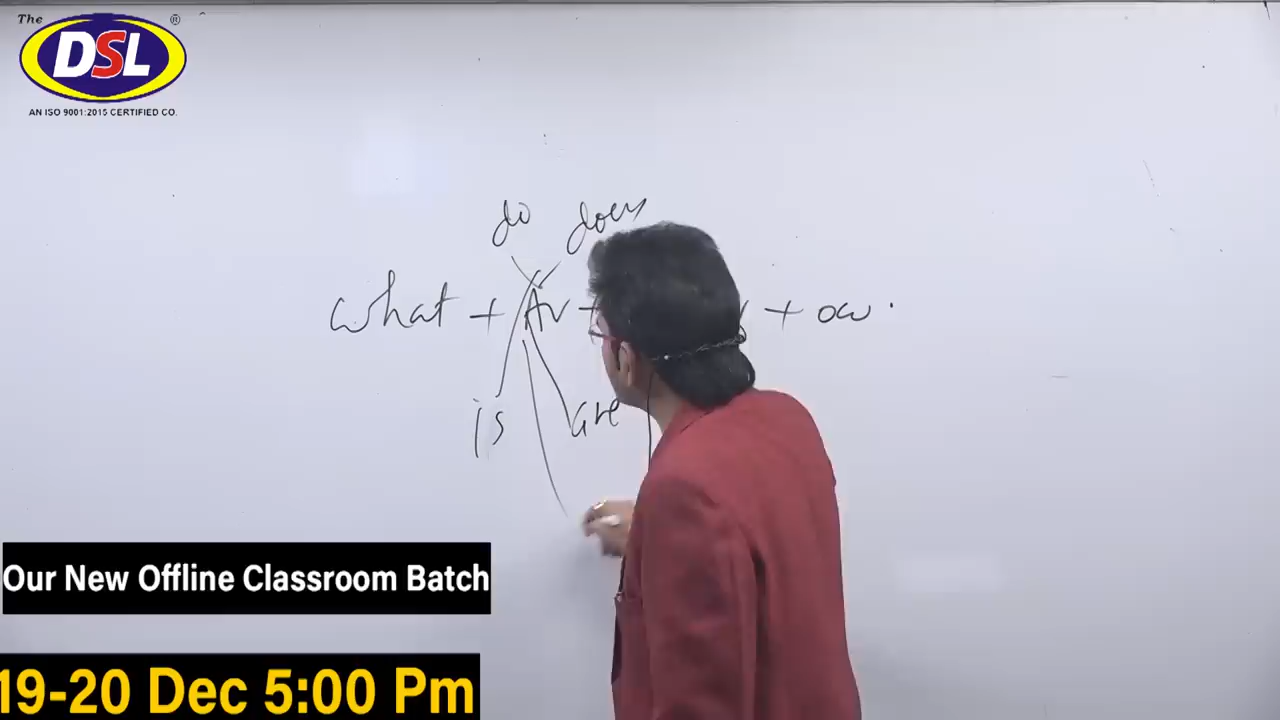 The
DSL ®
AN ISO 9001:2015 CERTIFIED CO.
do does
what + Av + + ow.
is are
Our New Offline Classroom Batch
19-20 Dec 5:00 Pm